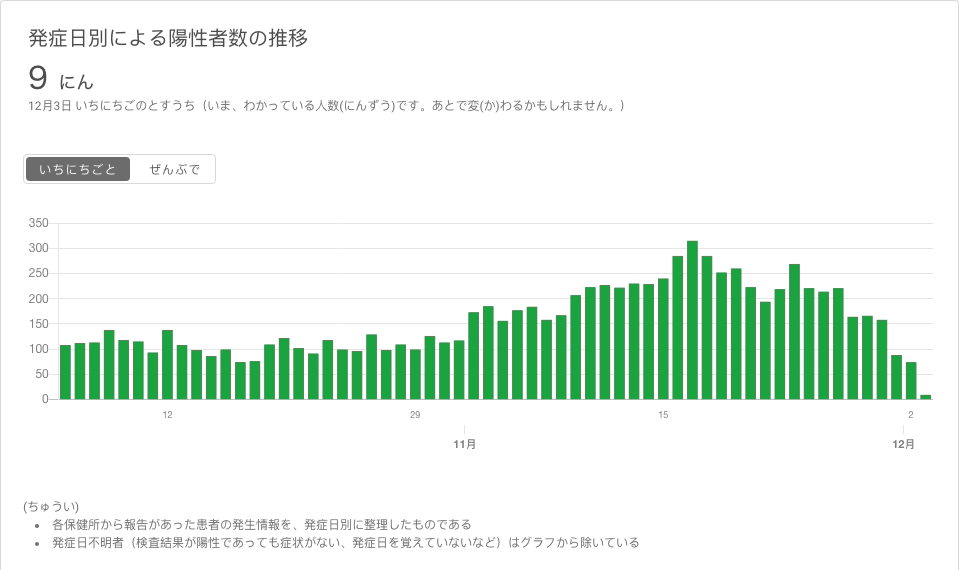 発症日別による陽性者数の推移
9 にん
12月3日 いちにちごのとすうち（いま、わかっている人数(にんずう)です。あとで変(か)わるかもしれません。）
いちにちごと ぜんぶで
350
300
250
200
150
100
50
0
12 29 15 2
11月 12月
(ちゅうい)
• 各保健所から報告があった患者の発生情報を、発症日別に整理したものである
• 発症日不明者（検査結果が陽性であっても症状がない、発症日を覚えていないなど）はグラフから除いている